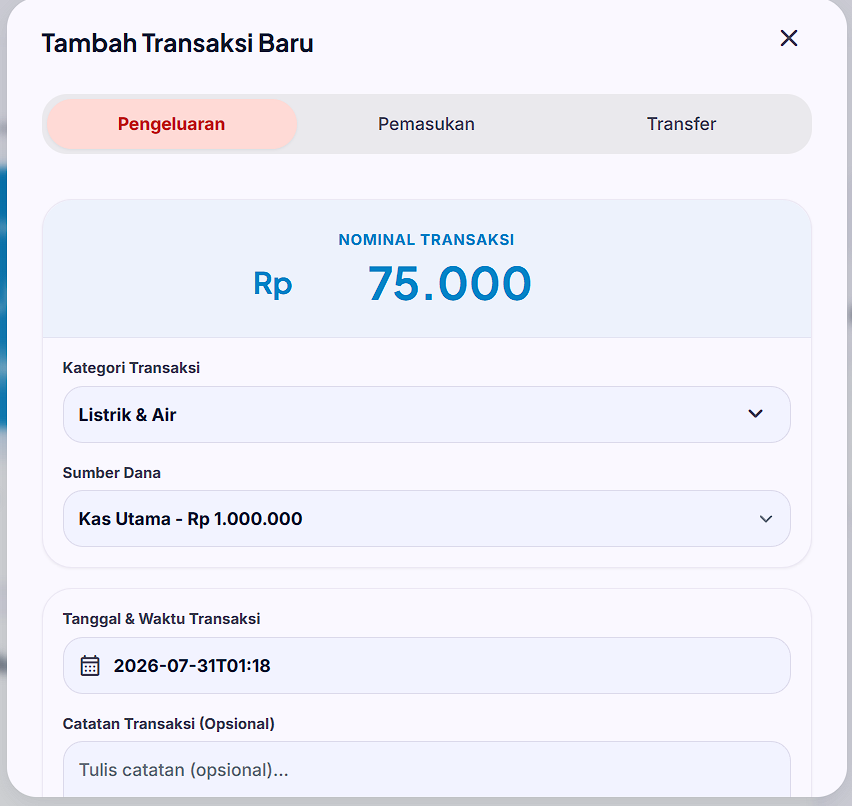 Tambah Transaksi Baru
Pengeluaran
Pemasukan
Transfer
NOMINAL TRANSAKSI
Rp 75.000
Kategori Transaksi
Listrik & Air
Sumber Dana
Kas Utama - Rp 1.000.000
Tanggal & Waktu Transaksi
2026-07-31T01:18
Catatan Transaksi (Opsional)
Tulis catatan (opsional)...